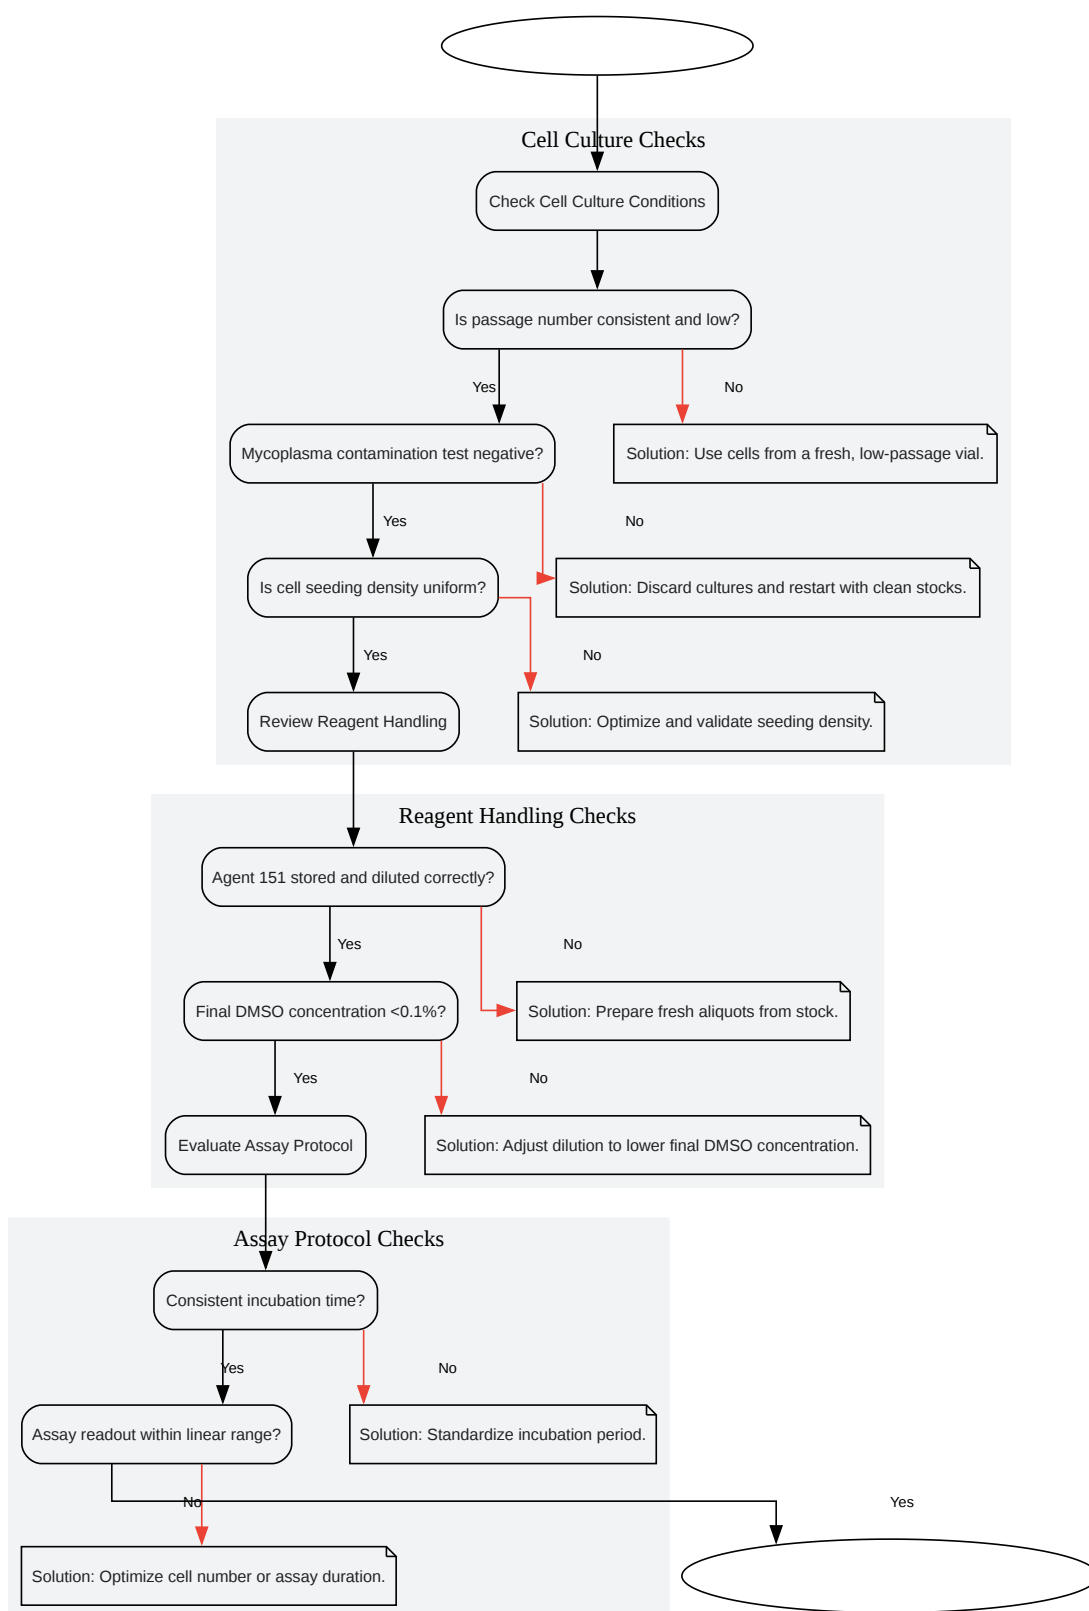 Cell Culture Checks
Check Cell Culture Conditions
Is passage number consistent and low?
Yes
No
Mycoplasma contamination test negative?
Solution: Use cells from a fresh, low-passage vial.
Yes
No
Is cell seeding density uniform?
Solution: Discard cultures and restart with clean stocks.
Yes
No
Review Reagent Handling
Solution: Optimize and validate seeding density.
Reagent Handling Checks
Agent 151 stored and diluted correctly?
Yes
No
Final DMSO concentration <0.1%?
Solution: Prepare fresh aliquots from stock.
Yes
No
Evaluate Assay Protocol
Solution: Adjust dilution to lower final DMSO concentration.
Assay Protocol Checks
Consistent incubation time?
Yes
No
Assay readout within linear range?
Solution: Standardize incubation period.
No
Yes
Solution: Optimize cell number or assay duration.